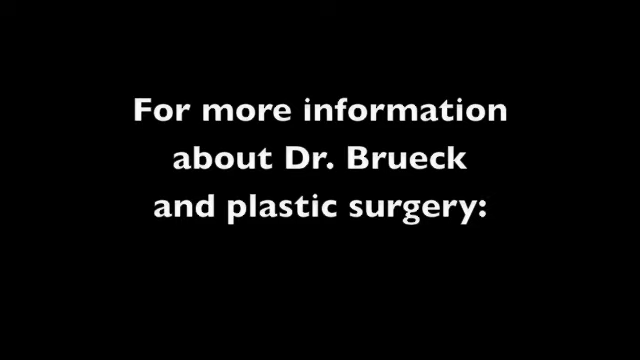 For more information
about Dr. Brueck
and plastic surgery: